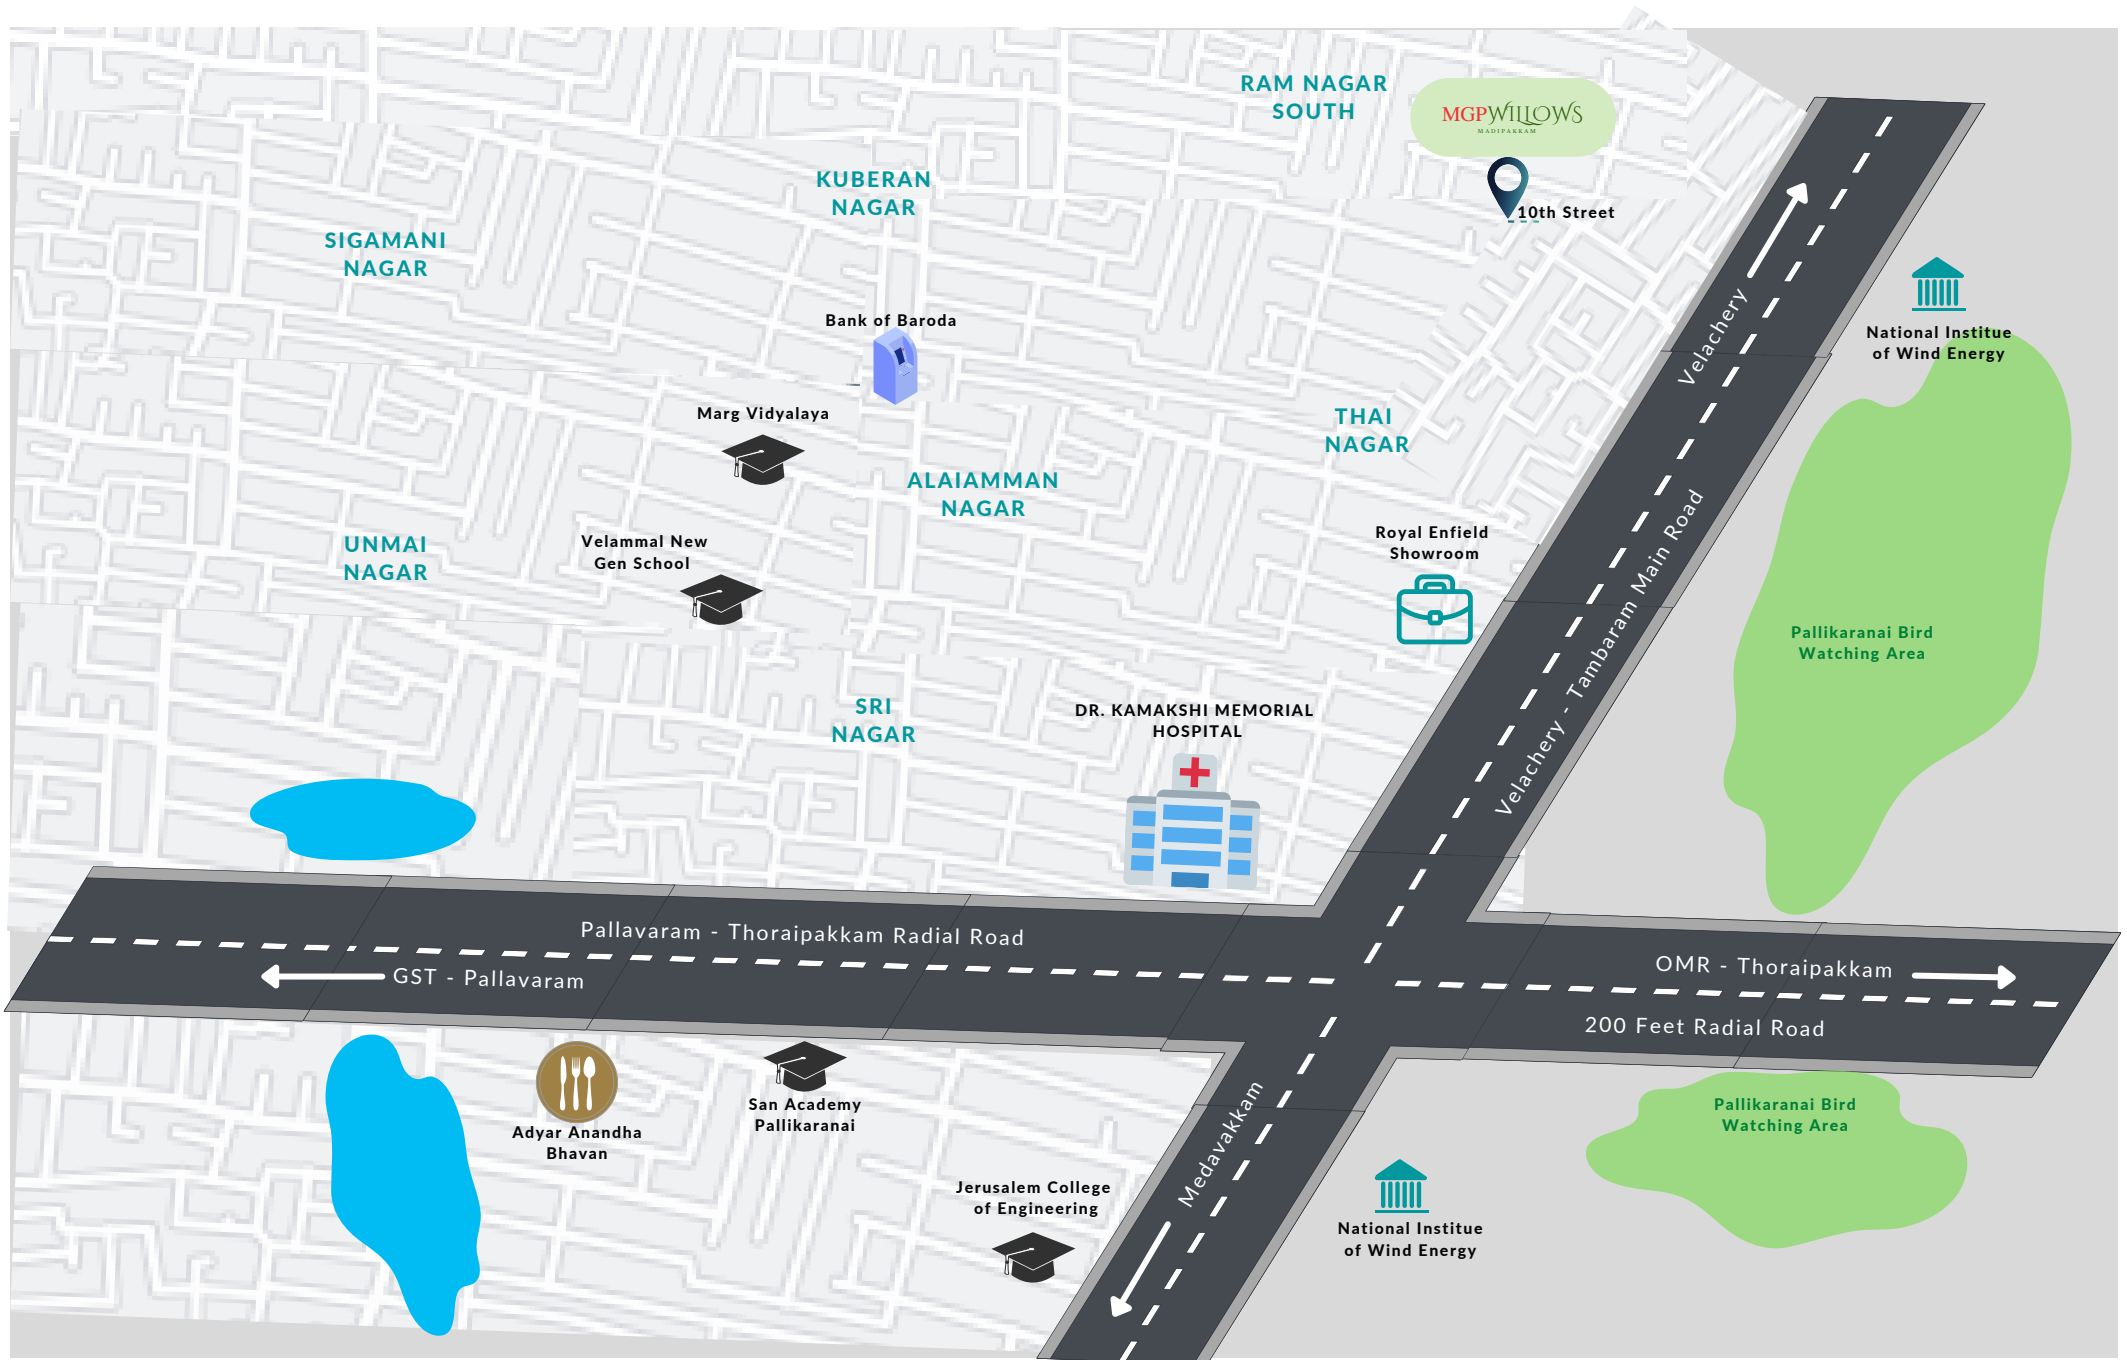 RAM NAGAR
SOUTH
MGPWILLOWS
MADIPAKKAM
10th Street
KUBERAN
NAGAR
SIGAMANI
NAGAR
Bank of Baroda
Velachery
National Institue
of Wind Energy
Marg Vidyalaya
THAI
NAGAR
ALAIAMMAN
NAGAR
Royal Enfield
Showroom
UNMAI
NAGAR
Velammal New
Gen School
Velachery - Tambaram Main Road
Pallikaranai Bird
Watching Area
SRI
NAGAR
DR. KAMAKSHI MEMORIAL
HOSPITAL
Pallavaram - Thoraipakkam Radial Road
GST - Pallavaram
OMR - Thoraipakkam
200 Feet Radial Road
Adyar Anandha
Bhavan
San Academy
Pallikaranai
Pallikaranai Bird
Watching Area
Medavakkam
Jerusalem College
of Engineering
National Institue
of Wind Energy